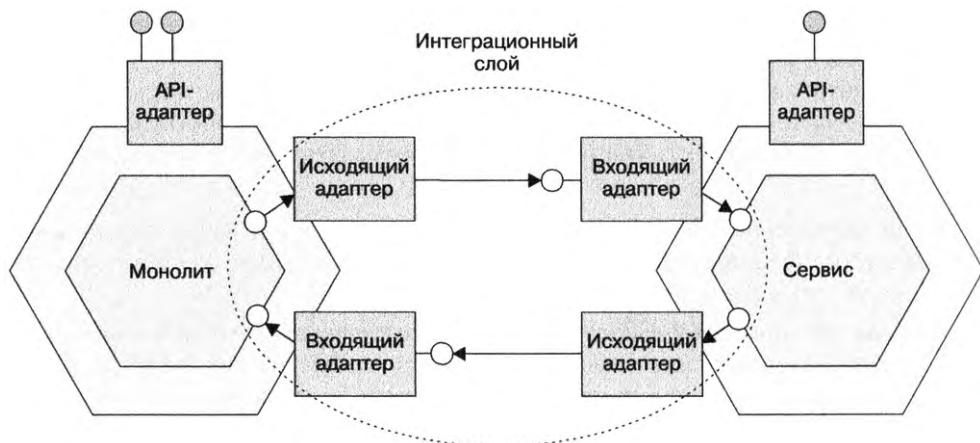 Интеграционный
слой
API-
адаптер
API-
адаптер
Исходящий
адаптер
Входящий
адаптер
Монолит
Сервис
Входящий
адаптер
Исходящий
адаптер